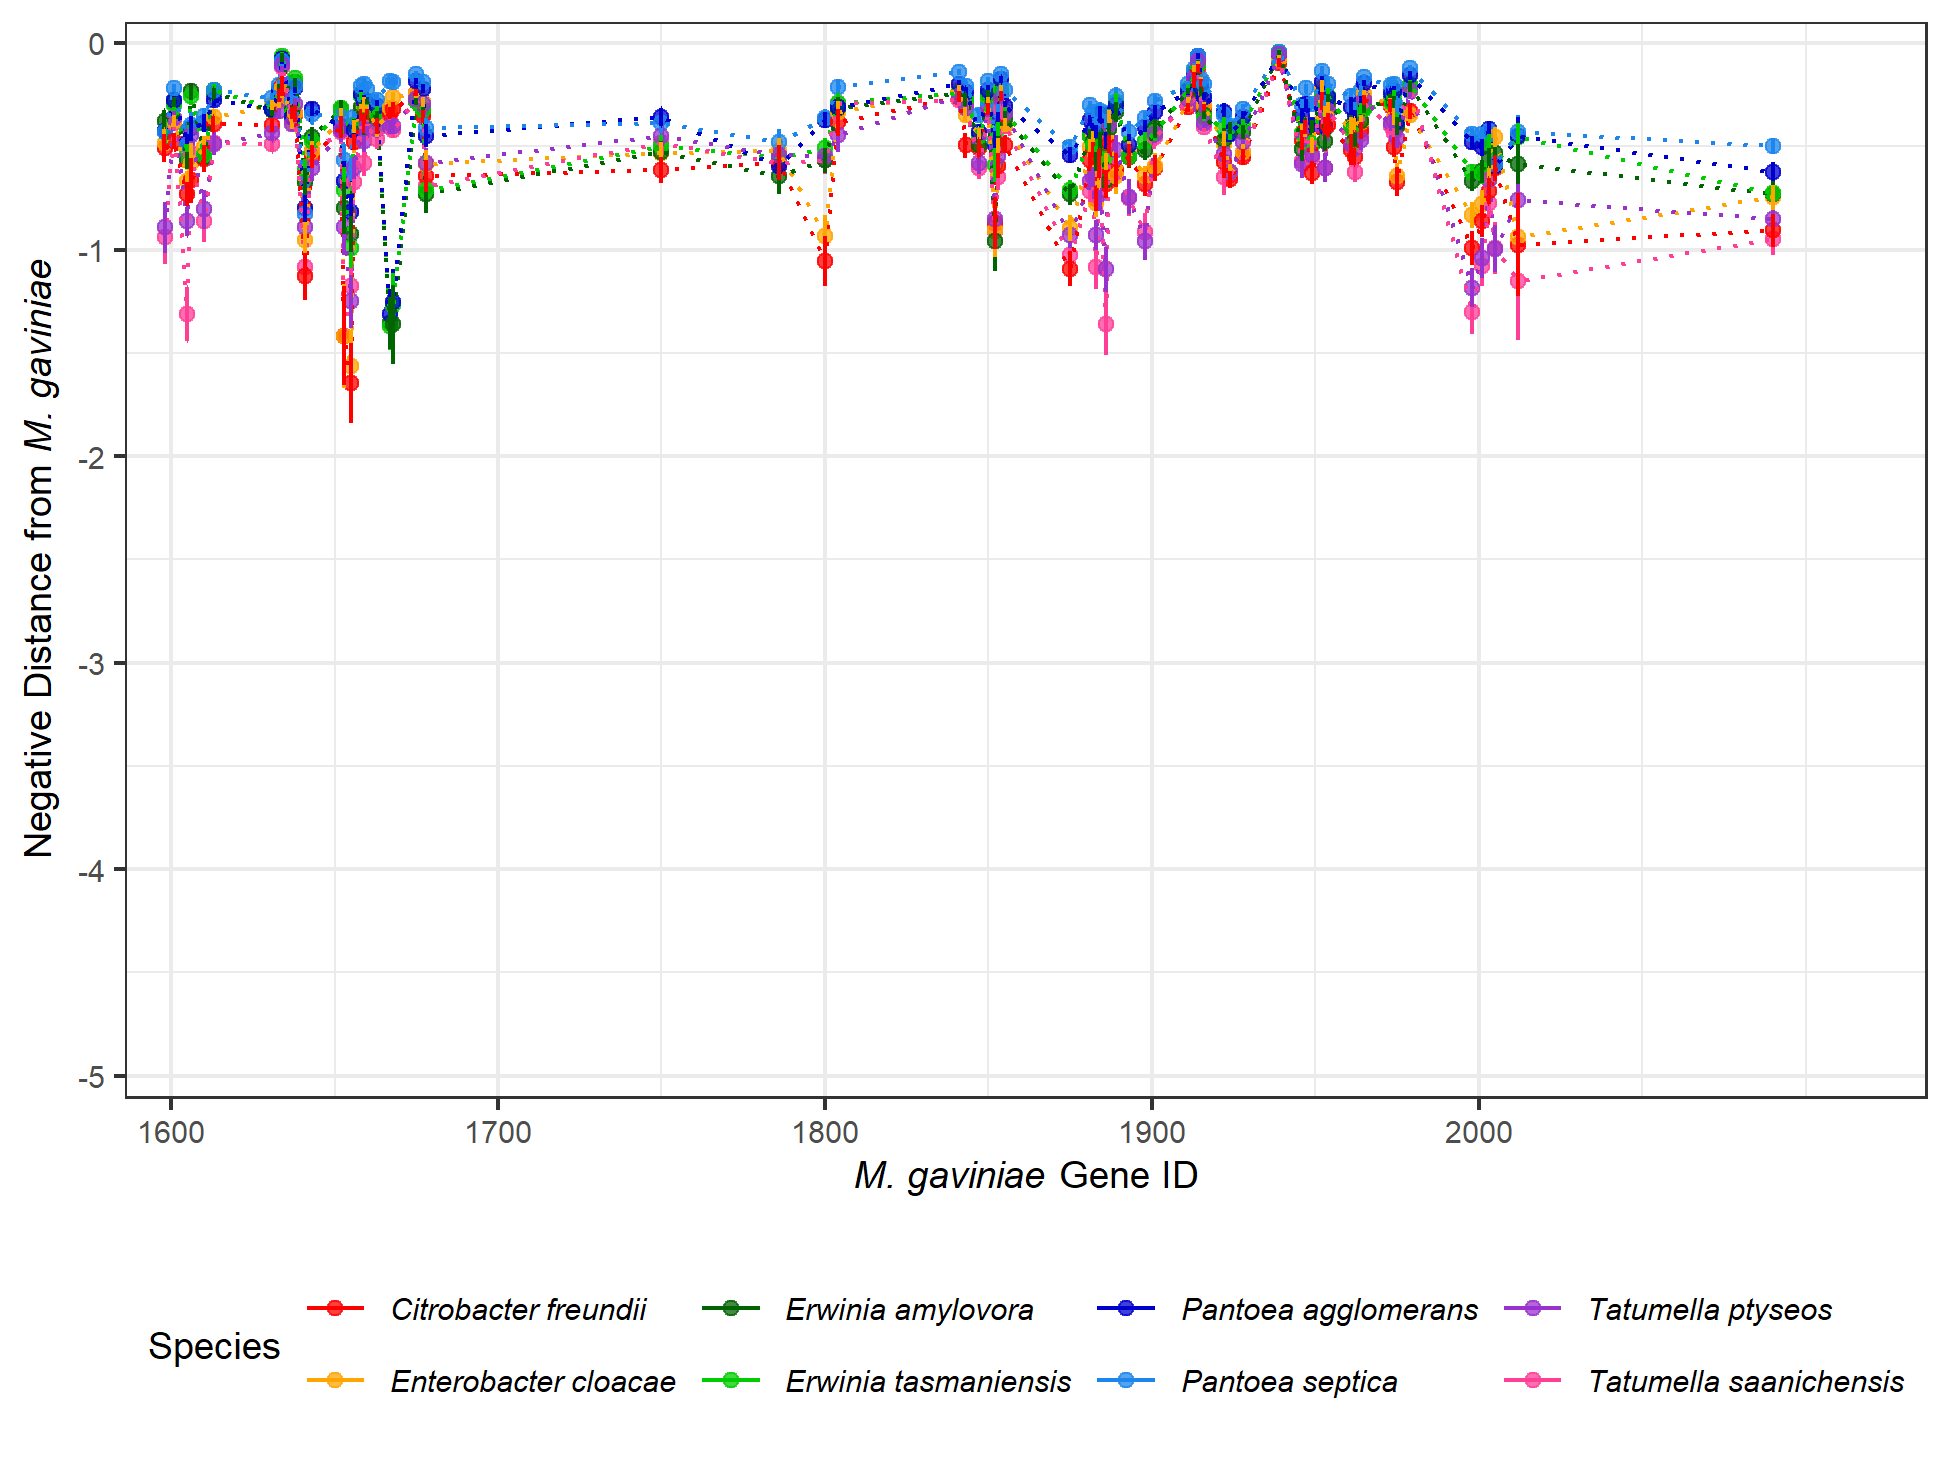 0
-1
-2
-3
-4
-5
Negative Distance from M. gaviniae
1600 1700 1800 1900 2000
M. gaviniae Gene ID
Species
Citrobacter freundii Erwinia amylovora Pantoea agglomerans Tatumella ptyseos
Enterobacter cloacae Erwinia tasmaniensis Pantoea septica Tatumella saanichensis